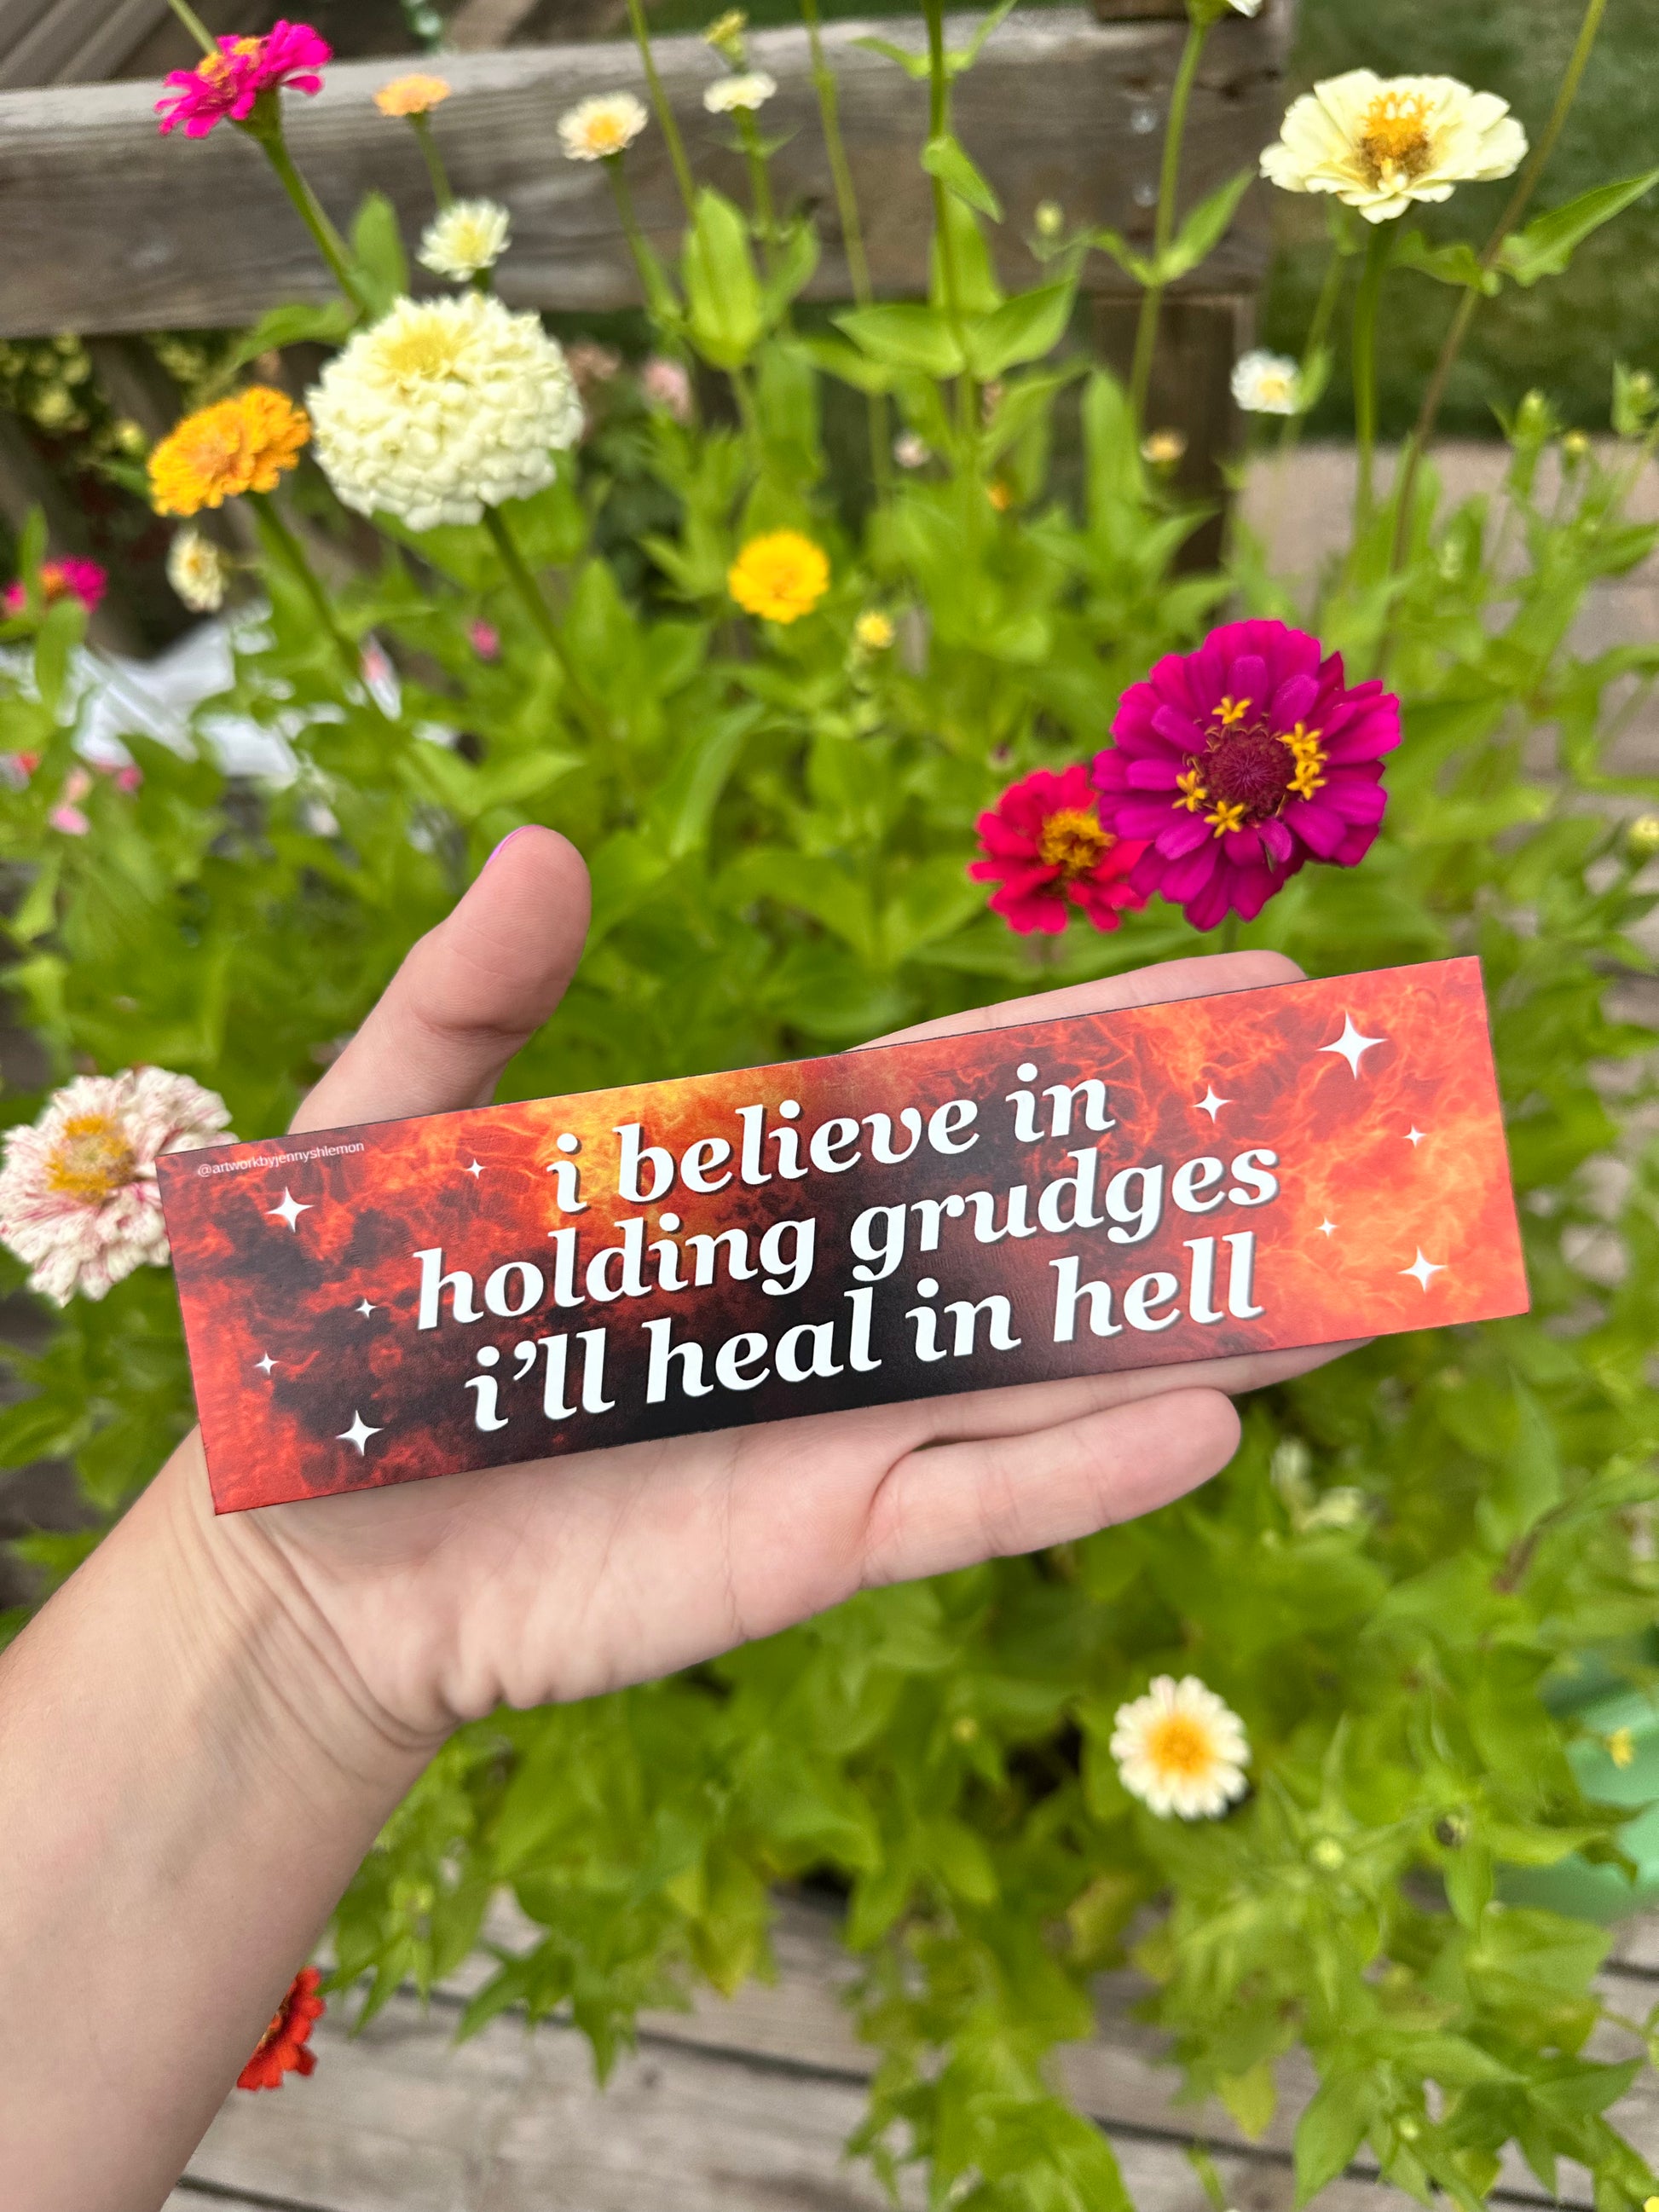 @artworkbyjennyshlemon
i believe in
holding grudges
i’ll heal in hell